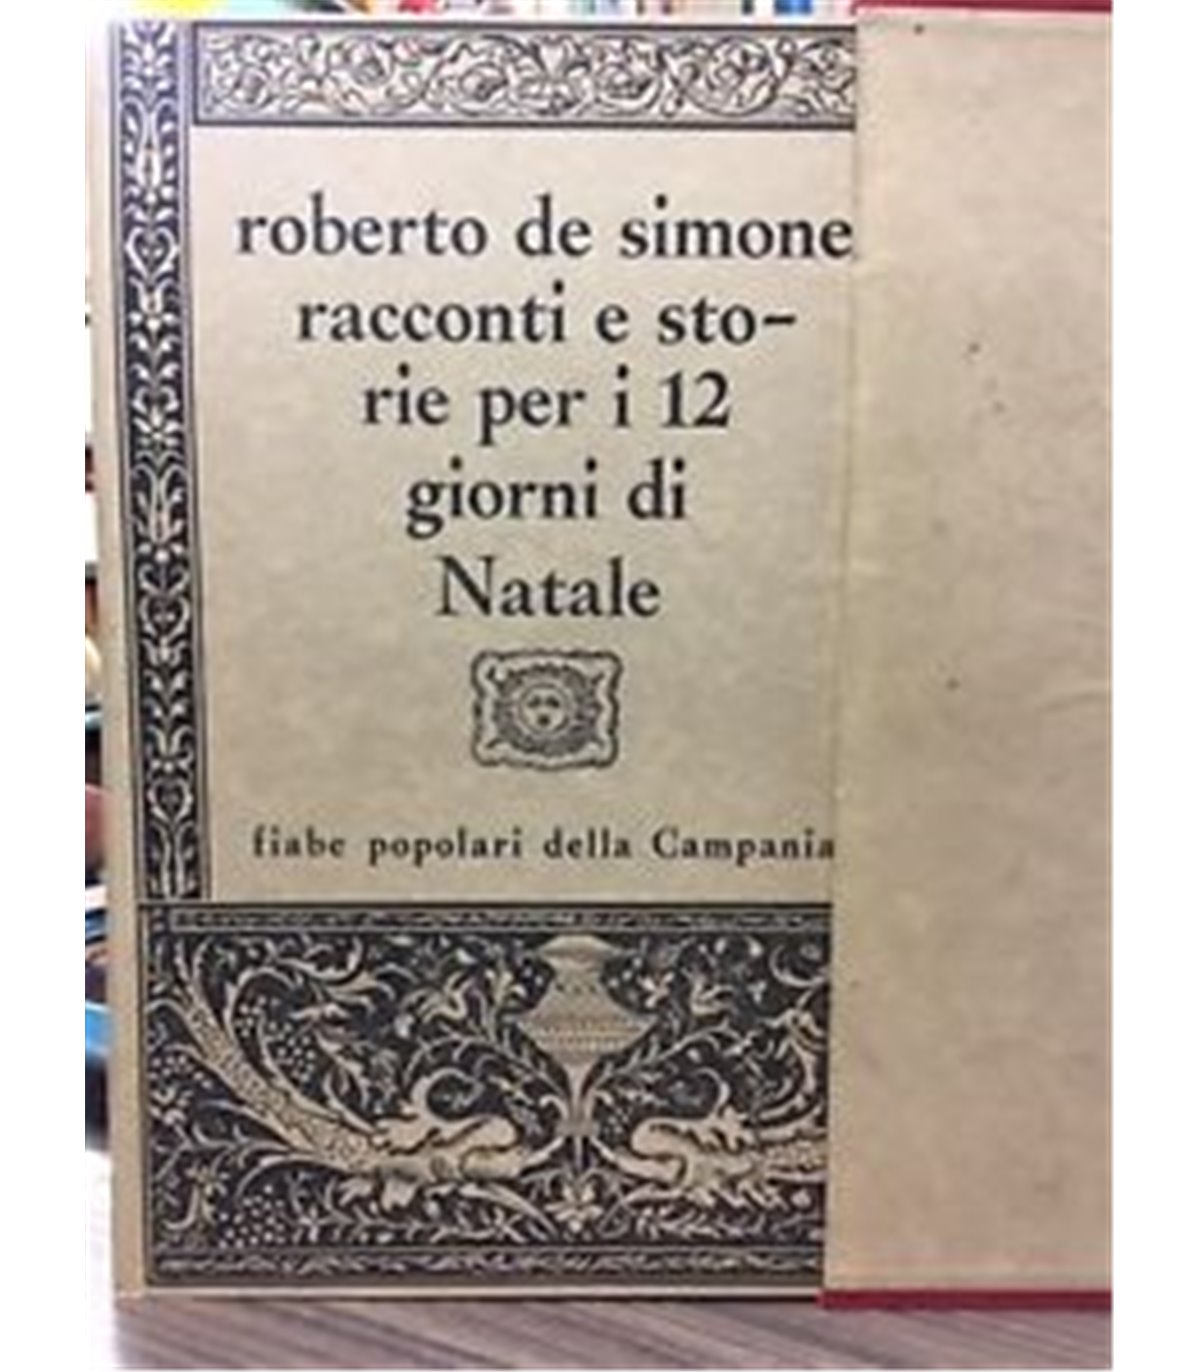 roberto de simone
racconti e sto-
rie per i 12
giorni di
Natale
fiabe popolari della Campania